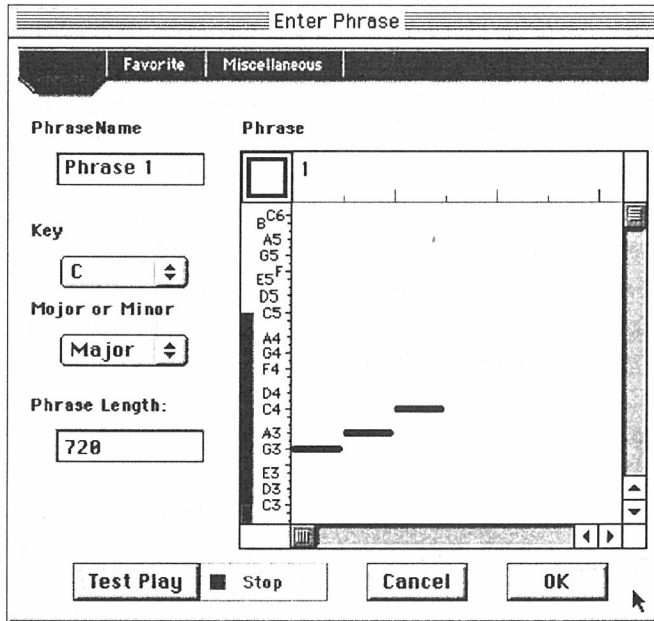 Enter Phrase
Favorite
Miscellaneous
PhraseName
Phrase 1
Key
C
Mojor or Minor
Major
Phrase Length:
720
Phrase
1
C6
B
A5
G5
F
E5
D5
C5
A4
G4
F4
D4
C4
A3
G3
E3
D3
C3
Test Play
Stop
Cancel
OK